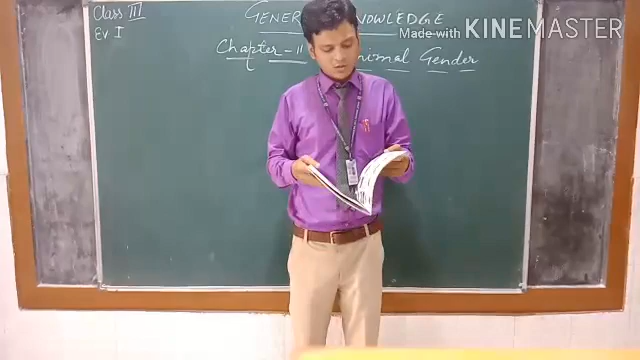 Class III
Ev I
GENER  NOWLEDGE
Chapter - 11  nimal Gender
Made with KINEMASTER